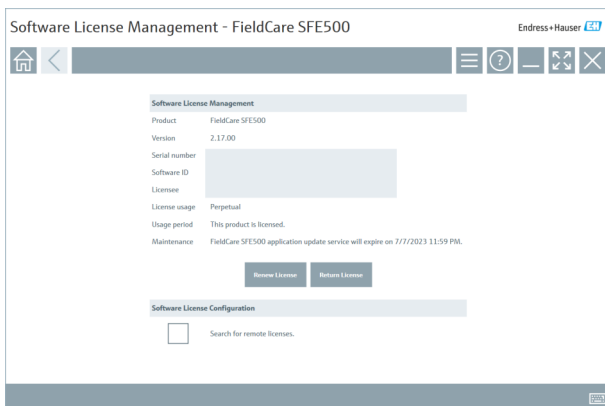 Software License Management - FieldCare SFE500
Endress+Hauser EH
Software License Management
Product FieldCare SFE500
Version 2.17.00
Serial number
Software ID
Licensee
License usage Perpetual
Usage period This product is licensed.
Maintenance FieldCare SFE500 application update service will expire on 7/7/2023 11:59 PM.
Renew License Return License
Software License Configuration
Search for remote licenses.